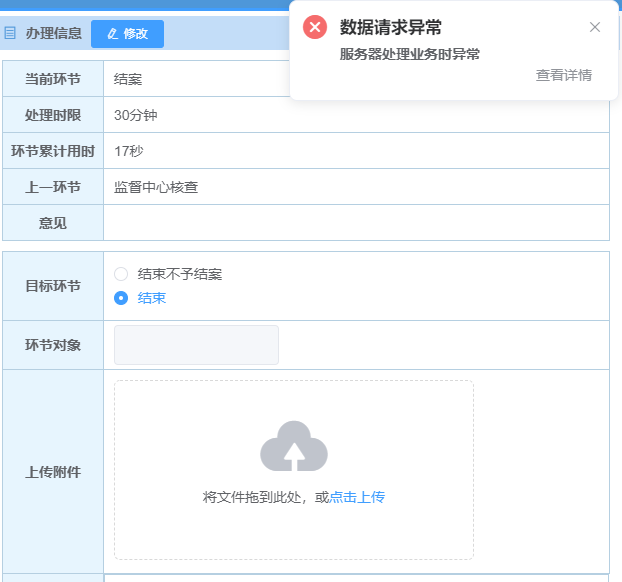 办理信息
修改
数据请求异常
服务器处理业务时异常
查看详情
当前环节 结案
处理时限 30分钟
环节累计用时 17秒
上一环节 监督中心核查
意见
目标环节
结束不予结案
结束
环节对象
上传附件
将文件拖到此处，或点击上传